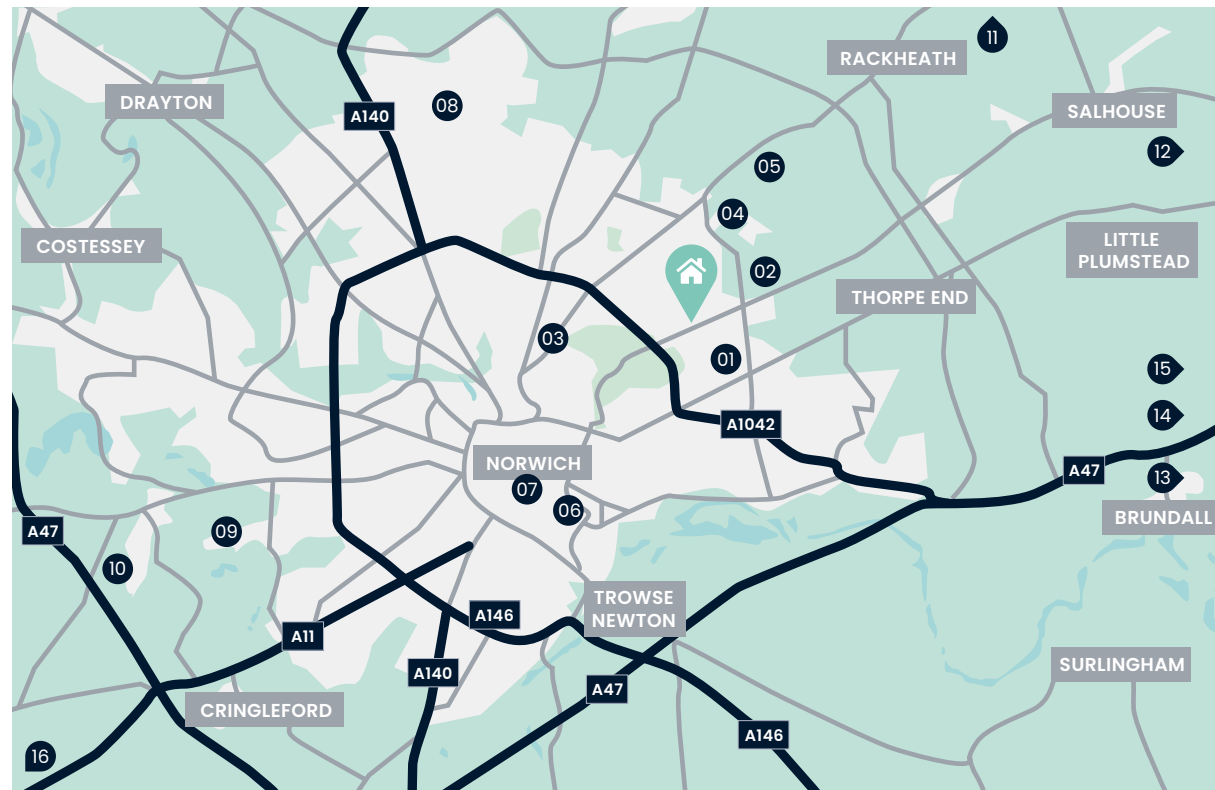 11
RACKHEATH
DRAYTON
08
A140
SALHOUSE
12
05
04
COSTESSEY
LITTLE
PLUMSTEAD
02
THORPE END
03
01
15
14
A1042
NORWICH
A47
13
07
06
BRUNDALL
A47
09
10
TROWSE
NEWTON
A146
A11
SURLINGHAM
A140
A47
CRINGLEFORD
A146
16